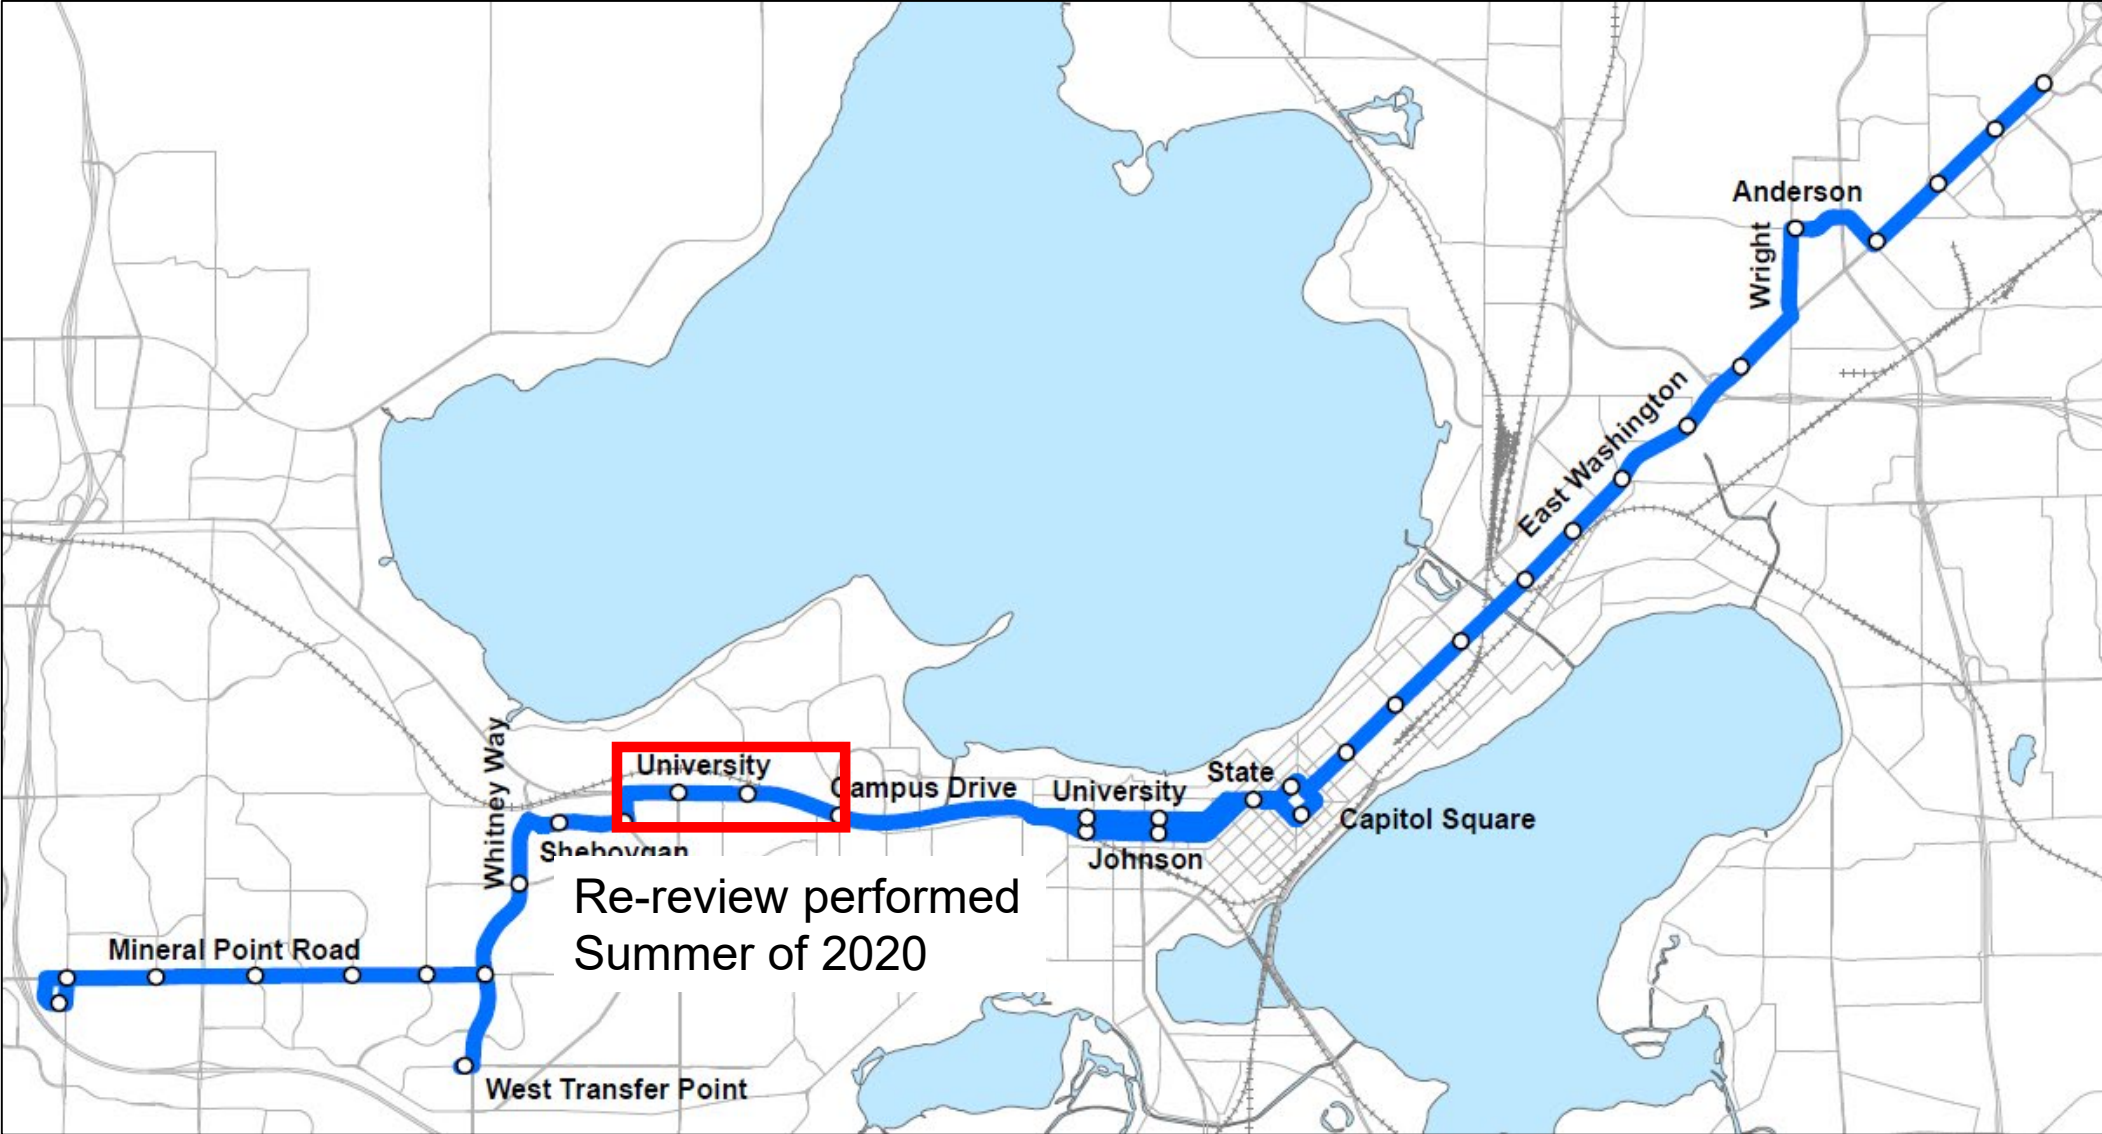 Anderson
Wright
East Washington
Whitney Way
University
Campus Drive
University
State
Capitol Square
Sheboygan
Johnson
Re-review performed
Summer of 2020
Mineral Point Road
West Transfer Point